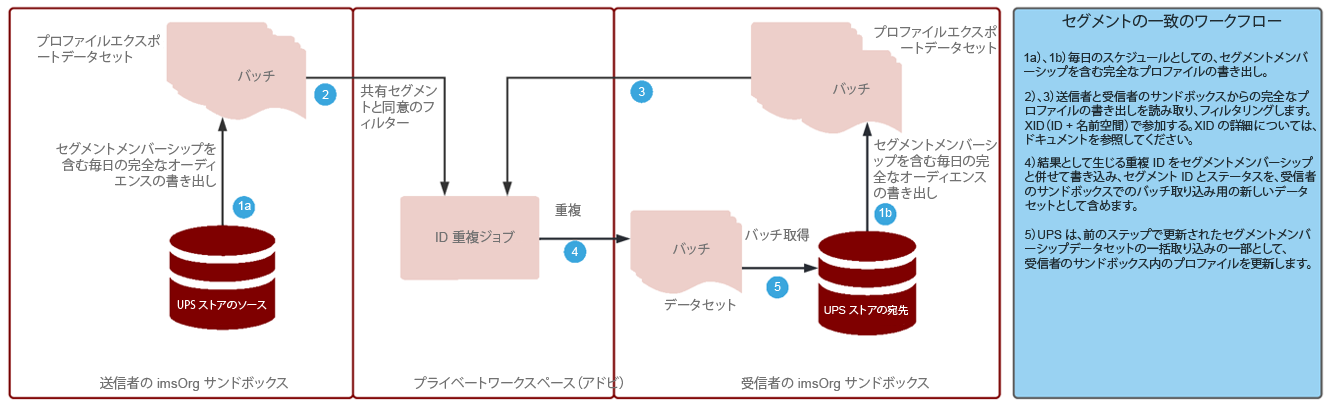 プロファイルエクスポ
ートデータセット
バッチ
2
共有セグメン
トと同意のフ
ィルター
セグメントメンバーシップを
含む毎日の完全なオーディ
エンスの書き出し
1a
UPS ストアのソース
送信者の imsOrg サンドボックス
ID 重複ジョブ
重複
4
プライベートワークスペース（アドビ）
3
プロファイルエクスポ
ートデータセット
バッチ
セグメントメンバーシ
ップを含む毎日の完
全なオーディエンス
の書き出し
1b
バッチ
データセット
バッチ取得
5
UPS ストアの宛先
受信者の imsOrg サンドボックス
セグメントの一致のワークフロー
1a）、1b）毎日のスケジュールとしての、セグメントメンバ
ーシップを含む完全なプロファイルの書き出し。
2）、3）送信者と受信者のサンドボックスからの完全なプ
ロファイルの書き出しを読み取り、フィルタリングします。
XID（ID + 名前空間）で参加する。XID の詳細については、
ドキュメントを参照してください。
4）結果として生じる重複 ID をセグメントメンバーシップ
と併せて書き込み、セグメント ID とステータスを、受信者
のサンドボックスでのバッチ取り込み用の新しいデータ
セットとして含めます。
5）UPS は、前のステップで更新されたセグメントメンバ
ーシップデータセットの一括取り込みの一部として、
受信者のサンドボックス内のプロファイルを更新します。